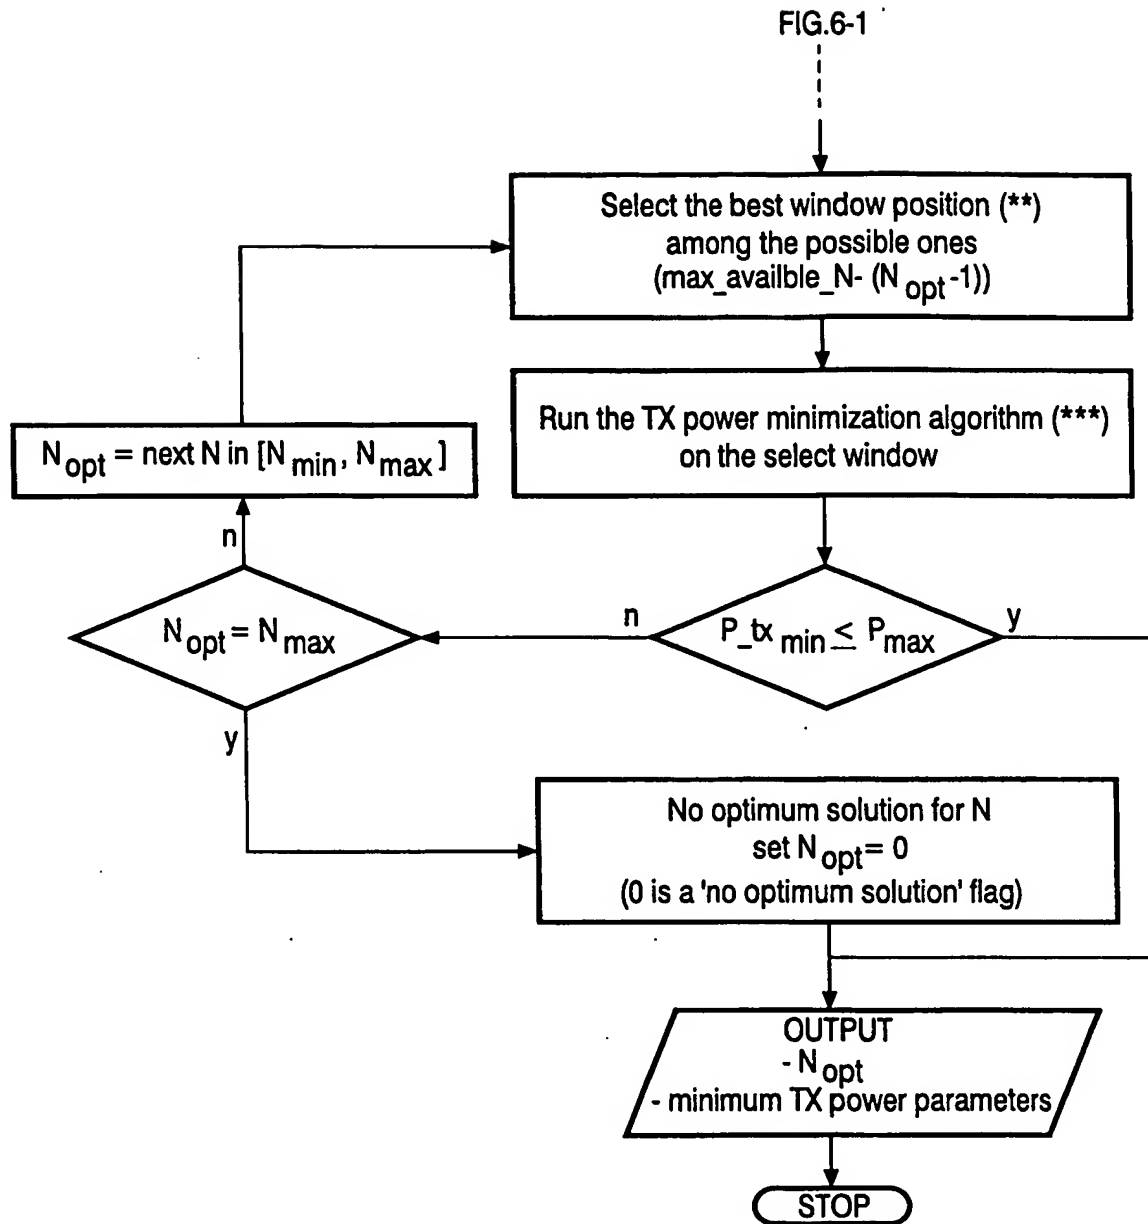 FIG.6-1
Select the best window position (**)
among the possible ones
(max_availble_N- (N opt -1))
Run the TX power minimization algorithm (***)
on the select window
N opt = next N in [N min, N max]
n
N opt = N max
n
P_tx min ≤ P max
y
y
No optimum solution for N
set N opt = 0
(0 is a 'no optimum solution' flag)
OUTPUT
- N opt
- minimum TX power parameters
STOP